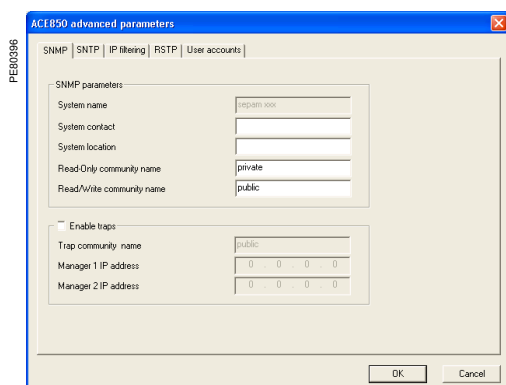 PE80396
ACE850 advanced parameters
SNMP SNTP IP filtering RSTP User accounts
SNMP parameters
System name sepam xxx
System contact
System location
Read-Only community name private
Read/Write community name public
Enable traps
Trap community name public
Manager 1 IP address 0 . 0 . 0 . 0
Manager 2 IP address 0 . 0 . 0 . 0
OK Cancel